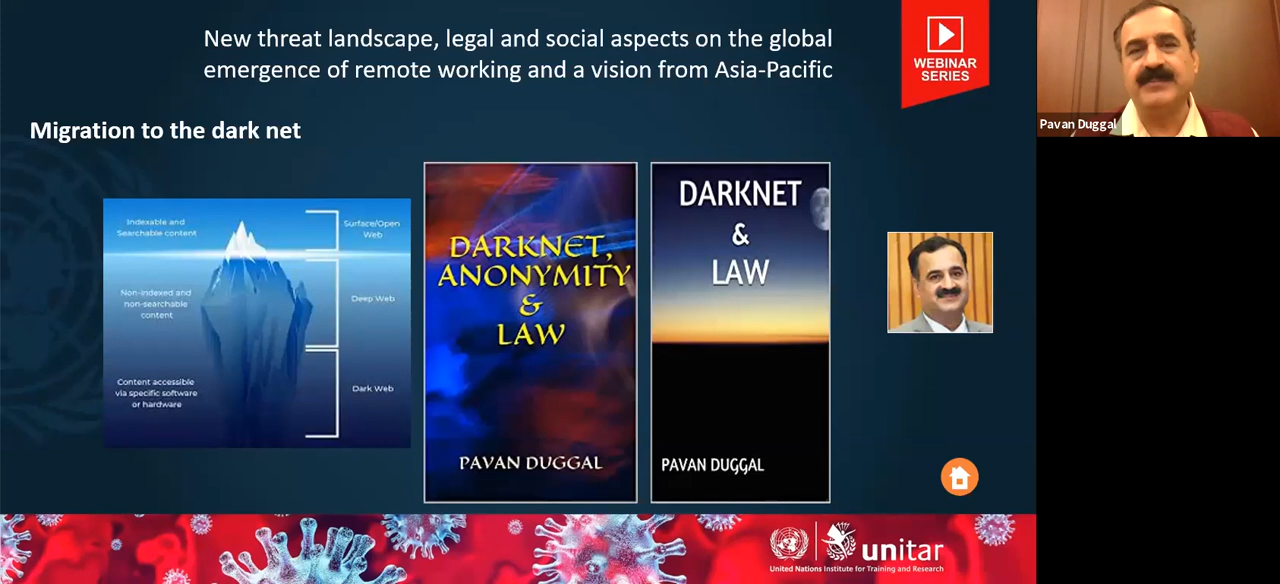 New threat landscape, legal and social aspects on the global
emergence of remote working and a vision from Asia-Pacific
WEBINAR
SERIES
Pavan Duggal
Migration to the dark net
Indexable and
Searchable content
Surface/Open
Web
Non-indexed and
non-searchable
content
Deep Web
Content accessible
via specific software
or hardware
Dark Web
DARKNET,
ANONYMITY
&
LAW
PAVAN DUGGAL
DARKNET
&
LAW
PAVAN DUGGAL
unitar
United Nations Institute for Training and Research